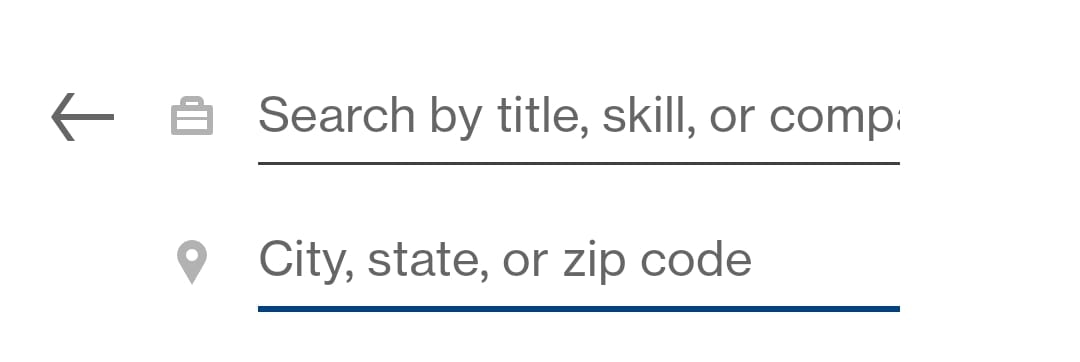 Search by title, skill, or comp
City, state, or zip code